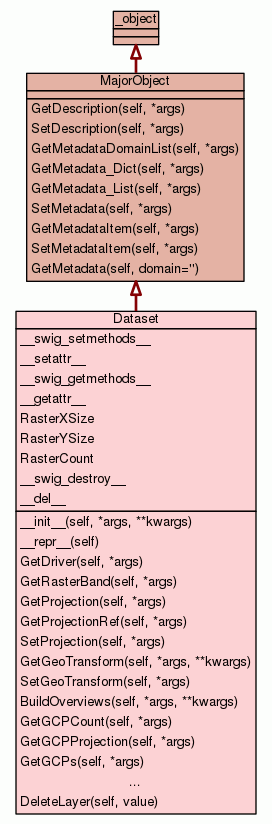 _object
MajorObject
GetDescription(self, *args)
SetDescription(self, *args)
GetMetadataDomainList(self, *args)
GetMetadata_Dict(self, *args)
GetMetadata_List(self, *args)
SetMetadata(self, *args)
GetMetadataItem(self, *args)
SetMetadataItem(self, *args)
GetMetadata(self, domain='')
Dataset
__swig_setmethods__
__setattr__
__swig_getmethods__
__getattr__
RasterXSize
RasterYSize
RasterCount
__swig_destroy__
__del__
__init__(self, *args, **kwargs)
__repr__(self)
GetDriver(self, *args)
GetRasterBand(self, *args)
GetProjection(self, *args)
GetProjectionRef(self, *args)
SetProjection(self, *args)
GetGeoTransform(self, *args, **kwargs)
SetGeoTransform(self, *args)
BuildOverviews(self, *args, **kwargs)
GetGCPCount(self, *args)
GetGCPProjection(self, *args)
GetGCPs(self, *args)
...
DeleteLayer(self, value)